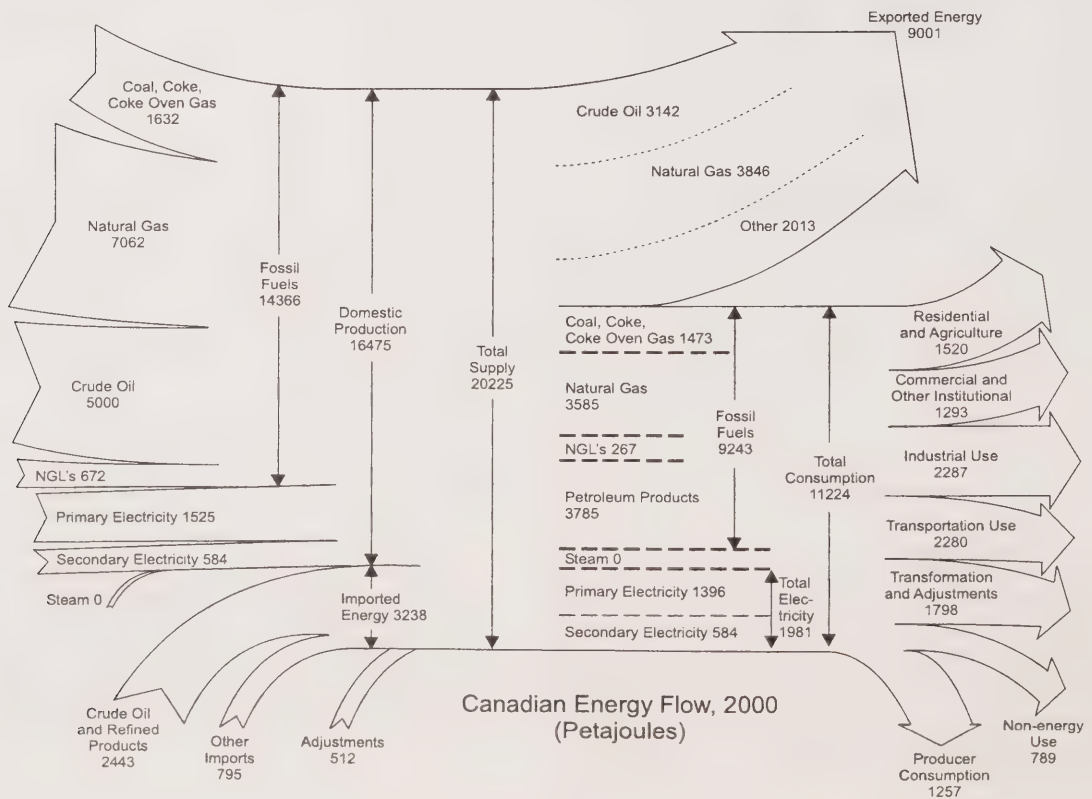 Exported Energy
9001
Coal, Coke,
Coke Oven Gas
1632
Crude Oil 3142
Natural Gas 3846
Natural Gas
7062
Other 2013
Fossil
Fuels
14366
Domestic
Production
16475
Total
Supply
20225
Coal, Coke,
Coke Oven Gas 1473
Residential
and Agriculture
1520
Crude Oil
5000
Natural Gas
3585
Commercial and
Other Institutional
1293
Fossil
Fuels
9243
NGL's 267
Total
Consumption
11224
Industrial Use
2287
NGL's 672
Petroleum Products
3785
Primary Electricity 1525
Transportation Use
2280
Secondary Electricity 584
Steam 0
Steam 0
Imported
Energy 3238
Primary Electricity 1396
Total
Elec-
tricity
1981
Transformation
and Adjustments
1798
Secondary Electricity 584
Crude Oil
and Refined
Products
2443
Other
Imports
795
Adjustments
512
Canadian Energy Flow, 2000
(Petajoules)
Non-energy
Use
789
Producer
Consumption
1257